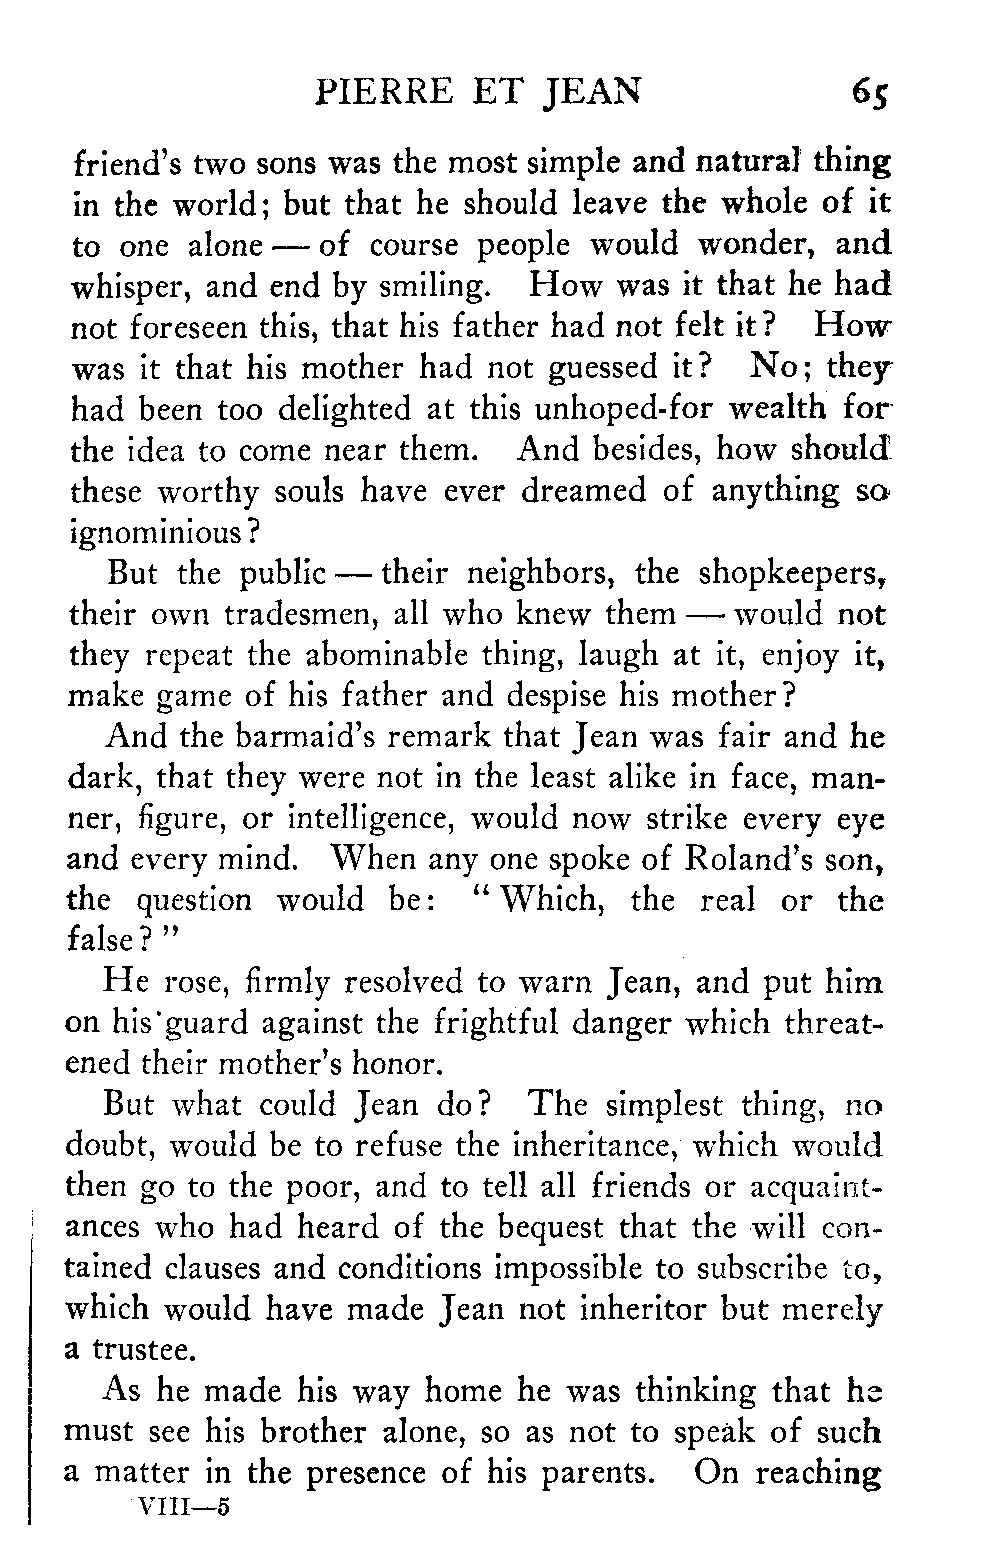 PIERRE ET JEAN 65
friend's two sons was the most simple and natural thing
in the world; but that he should leave the whole of it
to one alone — of course people would wonder, and
whisper, and end by smiling. How was it that he had
not foreseen this, that his father had not felt it? How
was it that his mother had not guessed it? No; they
had been too delighted at this unhoped-for wealth for
the idea to come near them. And besides, how should
these worthy souls have ever dreamed of anything so
ignominious?
But the public — their neighbors, the shopkeepers,
their own tradesmen, all who knew them — would not
they repeat the abominable thing, laugh at it, enjoy it,
make game of his father and despise his mother?
And the barmaid's remark that Jean was fair and he
dark, that they were not in the least alike in face, man-
ner, figure, or intelligence, would now strike every eye
and every mind. When any one spoke of Roland's son,
the question would be: "Which, the real or the
false?"
He rose, firmly resolved to warn Jean, and put him
on his guard against the frightful danger which threat-
ened their mother's honor.
But what could Jean do? The simplest thing, no
doubt, would be to refuse the inheritance, which would
then go to the poor, and to tell all friends or acquaint-
ances who had heard of the bequest that the will con-
tained clauses and conditions impossible to subscribe to,
which would have made Jean not inheritor but merely
a trustee.
As he made his way home he was thinking that he
must see his brother alone, so as not to speak of such
a matter in the presence of his parents. On reaching
VIII—5